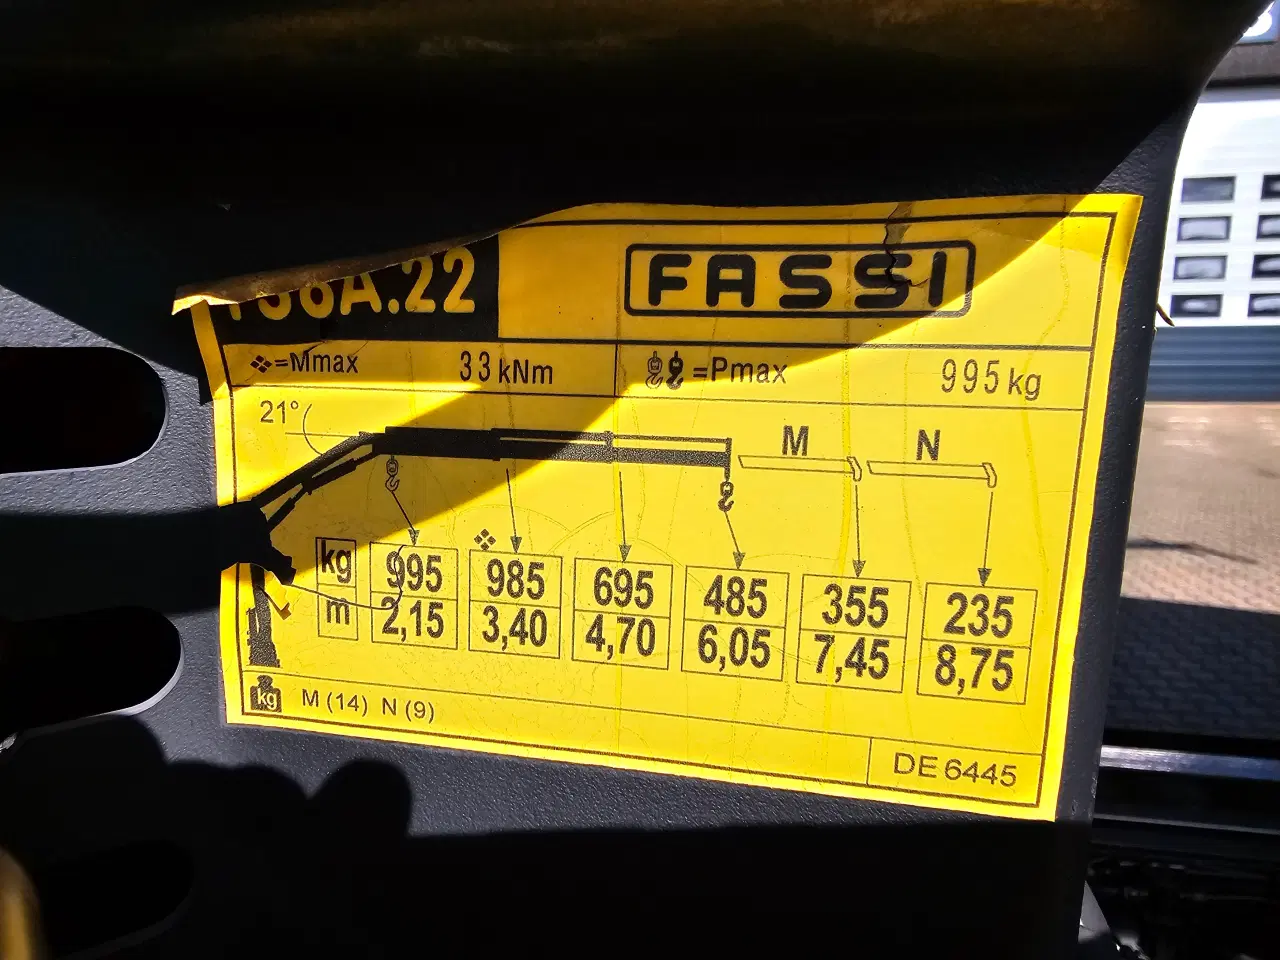 F36A.22
FASSI
❖=Mmax 33 kNm =Pmax 995 kg
21°
M N
kg 995 985 695 485 355 235
m 2,15 3,40 4,70 6,05 7,45 8,75
kg M (14) N (9)
DE 6445